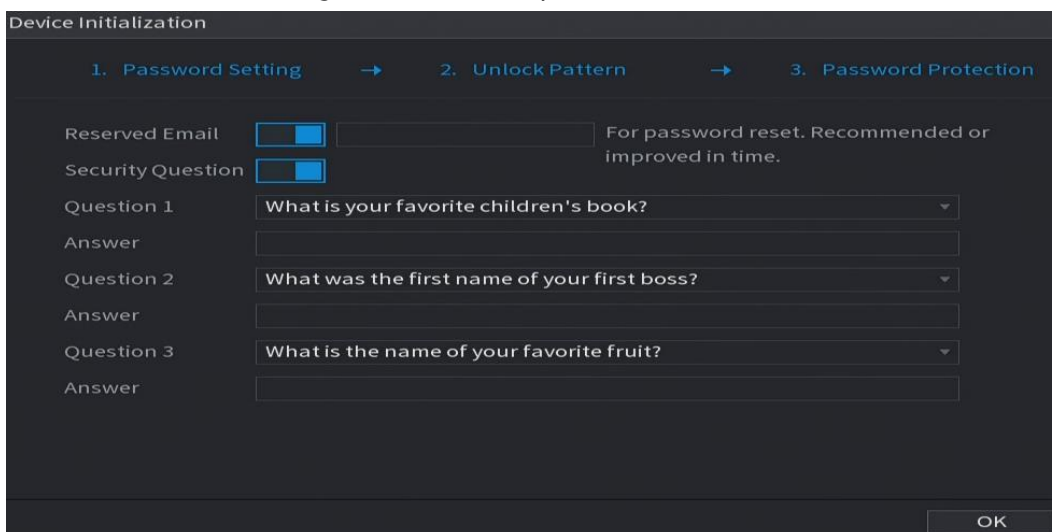 Device Initialization
1. Password Setting → 2. Unlock Pattern → 3. Password Protection
Reserved Email For password reset. Recommended or
improved in time.
Security Question
Question 1 What is your favorite children's book?
Answer
Question 2 What was the first name of your first boss?
Answer
Question 3 What is the name of your favorite fruit?
Answer
OK